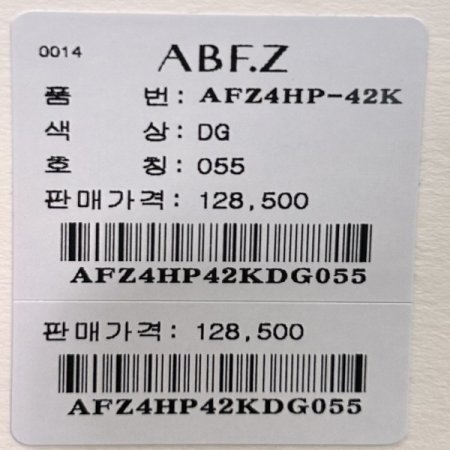 0014 ABF.Z
품 번: AFZ4HP-42K
색 상: DG
호 칭: 055
판매가격: 128,500
AFZ4HP42KDG055
판매가격: 128,500
AFZ4HP42KDG055